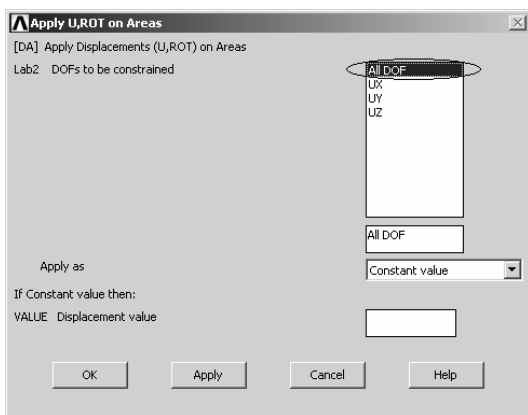 Apply U,ROT on Areas
[DA] Apply Displacements (U,ROT) on Areas
Lab2 DOFs to be constrained
All DOF
UX
UY
UZ
All DOF
Apply as
Constant value
If Constant value then:
VALUE Displacement value
OK
Apply
Cancel
Help